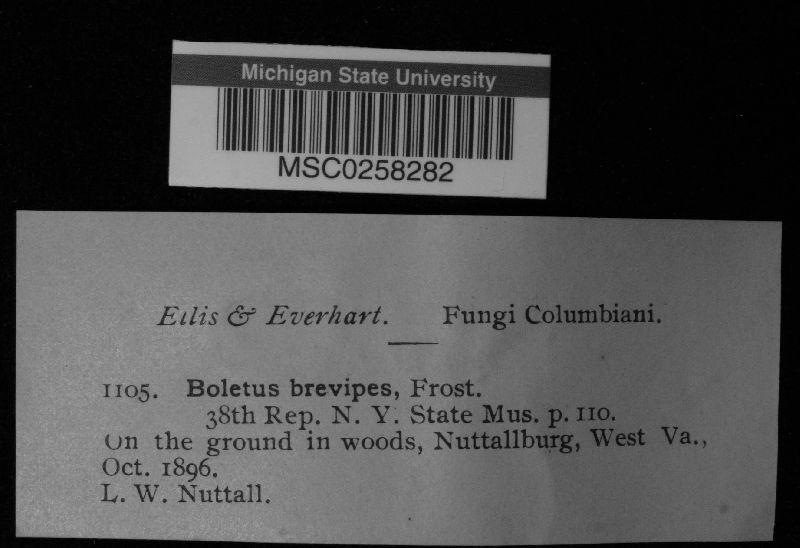 Michigan State University
MSC0258282
Ellis & Everhart. Fungi Columbiani.
1105. Boletus brevipes, Frost.
38th Rep. N. Y. State Mus. p. 110.
On the ground in woods, Nuttallburg, West Va.,
Oct. 1896.
L. W. Nuttall.